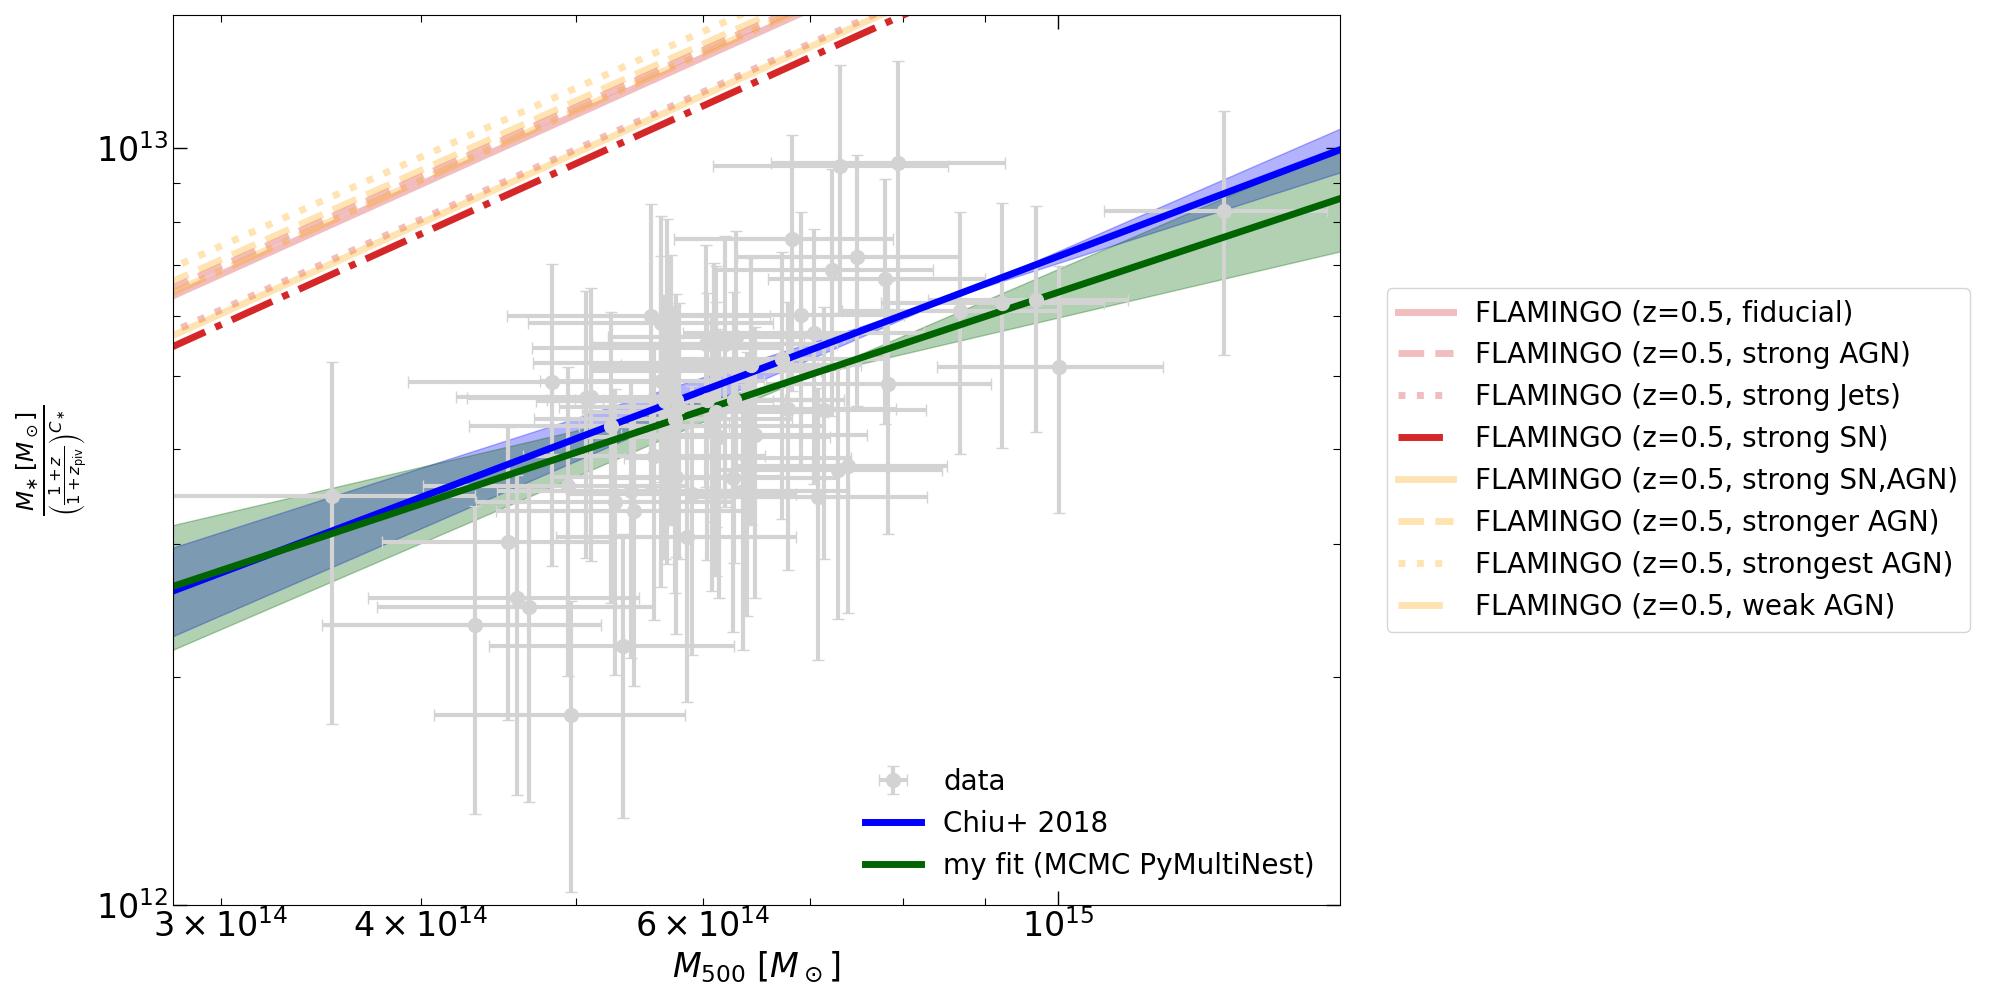 10^13
10^12
M_* [M_⊙] / ((1+z)/(1+z_piv))^{C_*}
3 × 10^14
4 × 10^14
6 × 10^14
10^15
M_500 [M_⊙]
data
Chiu+ 2018
my fit (MCMC PyMultiNest)
FLAMINGO (z=0.5, fiducial)
FLAMINGO (z=0.5, strong AGN)
FLAMINGO (z=0.5, strong Jets)
FLAMINGO (z=0.5, strong SN)
FLAMINGO (z=0.5, strong SN,AGN)
FLAMINGO (z=0.5, stronger AGN)
FLAMINGO (z=0.5, strongest AGN)
FLAMINGO (z=0.5, weak AGN)